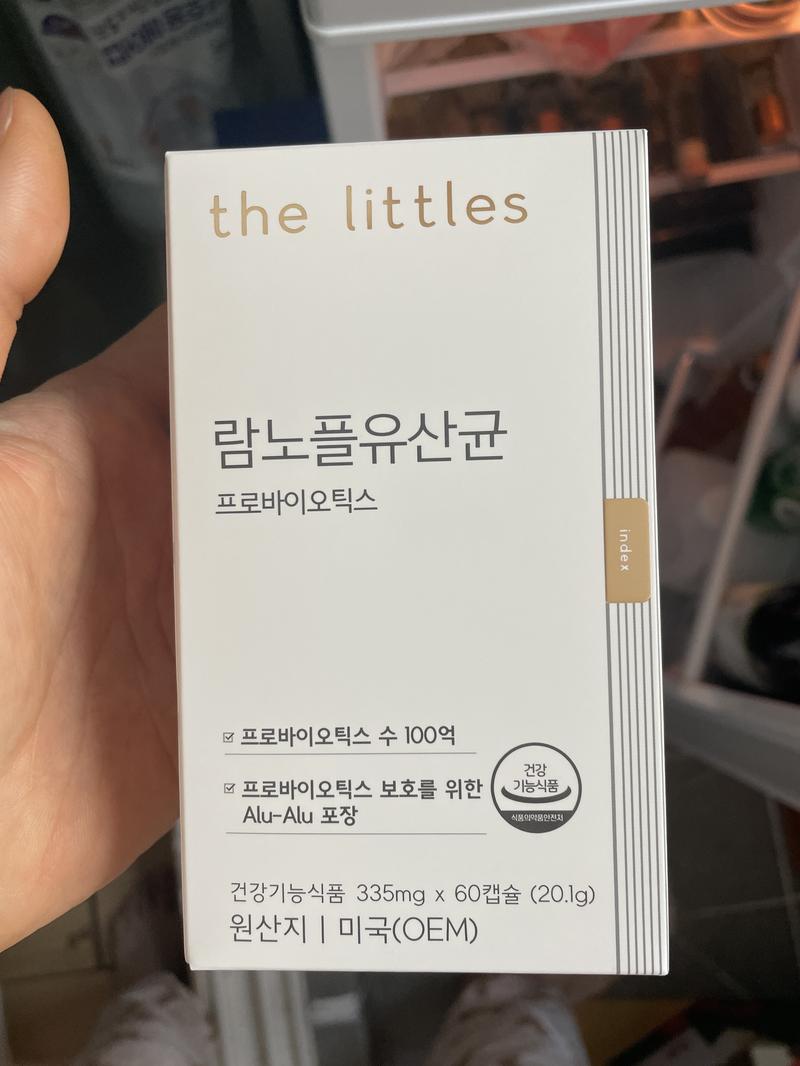 the littles
람노플유산균
프로바이오틱스
index
프로바이오틱스 수 100억
프로바이오틱스 보호를 위한
Alu-Alu 포장
건강
기능식품
식품의약품안전처
건강기능식품 335mg x 60캡슐 (20.1g)
원산지 | 미국(OEM)